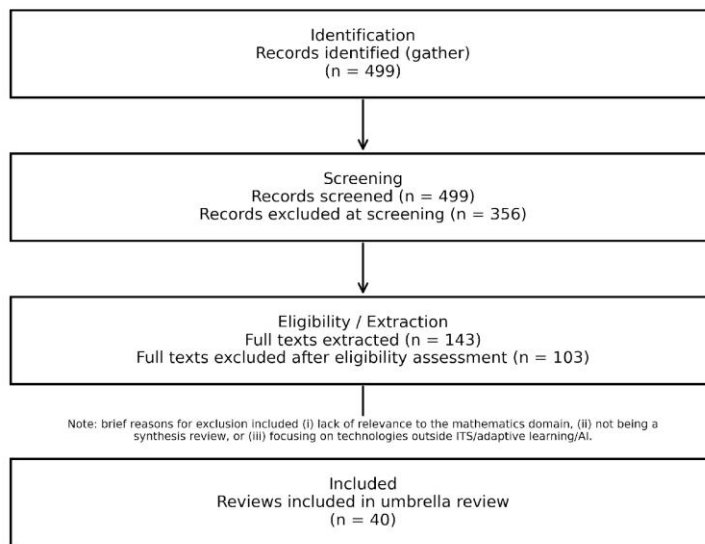 Identification
Records identified (gather)
(n = 499)
Screening
Records screened (n = 499)
Records excluded at screening (n = 356)
Eligibility / Extraction
Full texts extracted (n = 143)
Full texts excluded after eligibility assessment (n = 103)
Note: brief reasons for exclusion included (i) lack of relevance to the mathematics domain, (ii) not being a
synthesis review, or (iii) focusing on technologies outside ITS/adaptive learning/AI.
Included
Reviews included in umbrella review
(n = 40)